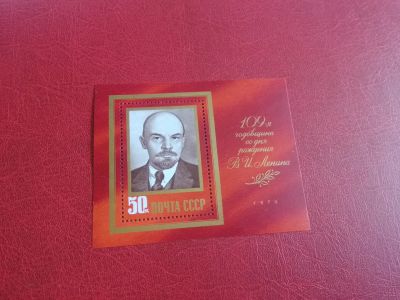 50к ПОЧТА СССР
109-я
годовщина
со дня
рождения
В.И. Ленина
1979